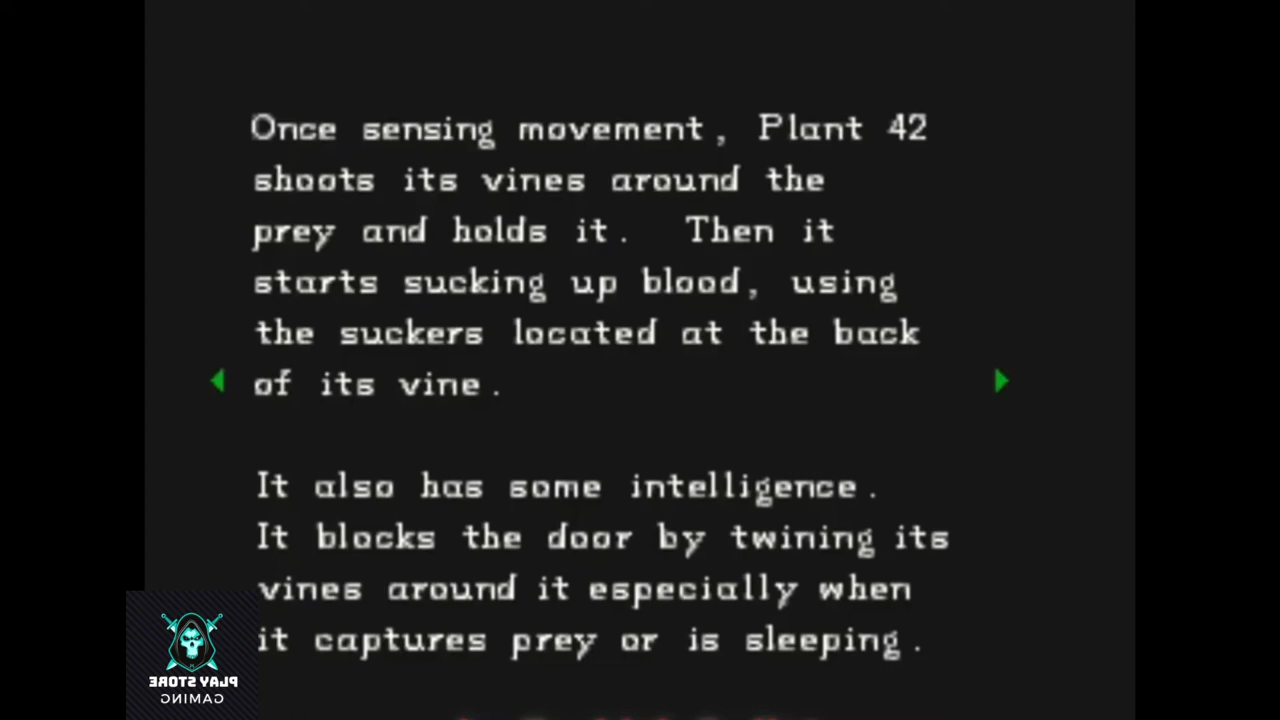 Once sensing movement, Plant 42
shoots its vines around the
prey and holds it. Then it
starts sucking up blood, using
the suckers located at the back
of its vine.
It also has some intelligence.
It blocks the door by twining its
vines around it especially when
it captures prey or is sleeping.
PLAY STORE
GAMING